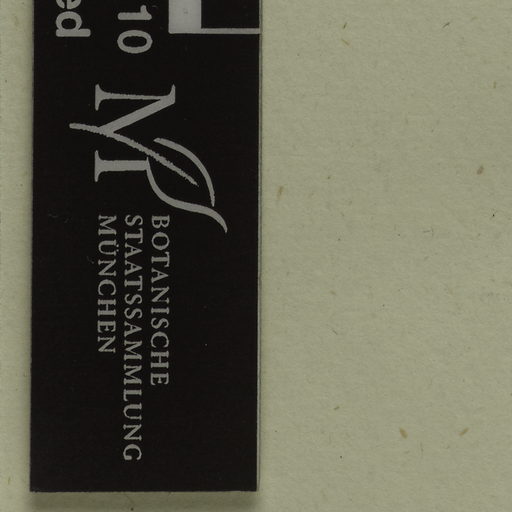 10
ed
M
BOTANISCHE
STAATSSAMMLUNG
MÜNCHEN